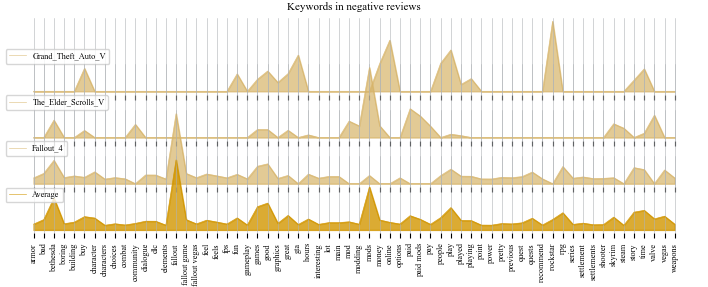 Keywords in negative reviews
Grand_Theft_Auto_V
The_Elder_Scrolls_V
Fallout_4
Average
armor
bad
bethesda
boring
building
buy
character
characters
choices
combat
community
dialogue
dlc
elements
fallout
fallout game
fallout vegas
feel
feels
fps
fun
gameplay
games
good
graphics
great
gta
hours
interesting
lot
main
mod
modding
mods
money
online
options
paid
paid mods
pay
people
play
played
playing
point
power
pretty
previous
quest
quests
recommend
rockstar
rpg
series
settlement
settlements
shooter
skyrim
steam
story
time
valve
vegas
weapons